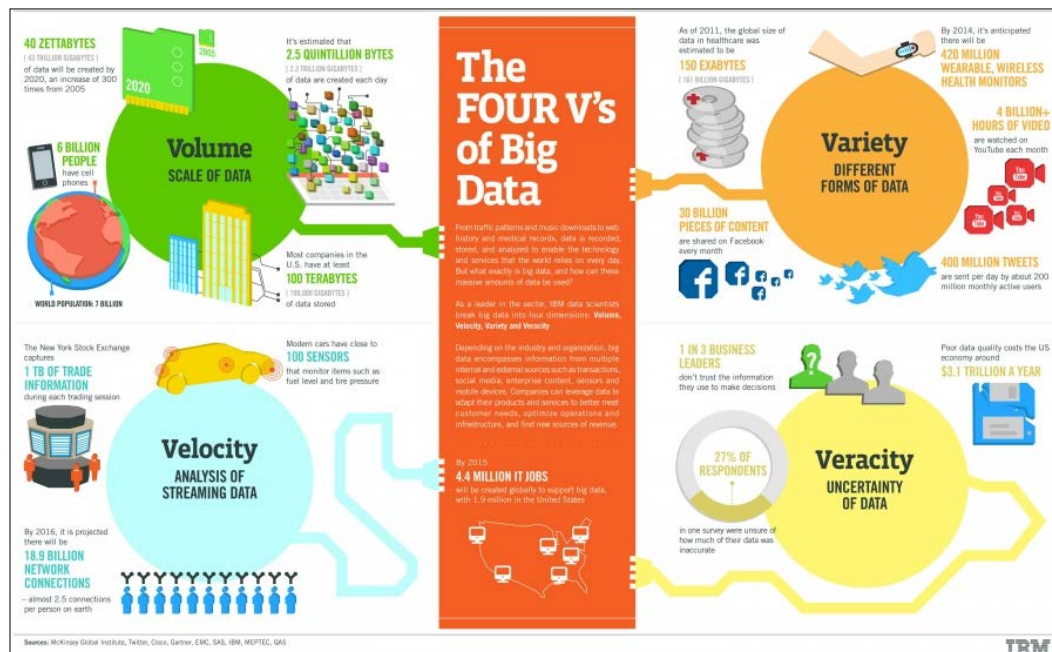 40 ZETTABYTES
[ 43 TRILLION GIGABYTES ]
of data will be created by
2020, an increase of 300
times from 2005
2020
2005
It's estimated that
2.5 QUINTILLION BYTES
[ 2.3 TRILLION GIGABYTES ]
of data are created each day
6 BILLION
PEOPLE
have cell
phones
Volume
SCALE OF DATA
WORLD POPULATION: 7 BILLION
Most companies in the
U.S. have at least
100 TERABYTES
[ 100,000 GIGABYTES ]
of data stored
The New York Stock Exchange
captures
1 TB OF TRADE
INFORMATION
during each trading session
Modern cars have close to
100 SENSORS
that monitor items such as
fuel level and tire pressure
Velocity
ANALYSIS OF
STREAMING DATA
By 2016, it is projected
there will be
18.9 BILLION
NETWORK
CONNECTIONS
– almost 2.5 connections
per person on earth
The
FOUR V's
of Big
Data
From traffic patterns and music downloads to web
history and medical records, data is recorded,
stored, and analyzed to enable the technology
and services that the world relies on every day.
But what exactly is big data, and how can these
massive amounts of data be used?
As a leader in the sector, IBM data scientists
break big data into four dimensions: Volume,
Velocity, Variety and Veracity
Depending on the industry and organization, big
data encompasses information from multiple
internal and external sources such as transactions,
social media, enterprise content, sensors and
mobile devices. Companies can leverage data to
adapt their products and services to better meet
customer needs, optimize operations and
infrastructure, and find new sources of revenue.
By 2015
4.4 MILLION IT JOBS
will be created globally to support big data,
with 1.9 million in the United States
As of 2011, the global size of
data in healthcare was
estimated to be
150 EXABYTES
[ 161 BILLION GIGABYTES ]
By 2014, it's anticipated
there will be
420 MILLION
WEARABLE, WIRELESS
HEALTH MONITORS
4 BILLION+
HOURS OF VIDEO
are watched on
YouTube each month
You Tube
Variety
DIFFERENT
FORMS OF DATA
30 BILLION
PIECES OF CONTENT
are shared on Facebook
every month
400 MILLION TWEETS
are sent per day by about 200
million monthly active users
1 IN 3 BUSINESS
LEADERS
don't trust the information
they use to make decisions
Poor data quality costs the US
economy around
$3.1 TRILLION A YEAR
27% OF
RESPONDENTS
in one survey were unsure of
how much of their data was
inaccurate
Veracity
UNCERTAINTY
OF DATA
Sources: McKinsey Global Institute, Twitter, Cisco, Gartner, EMC, SAS, IBM, MEPTEC, QAS
IBM